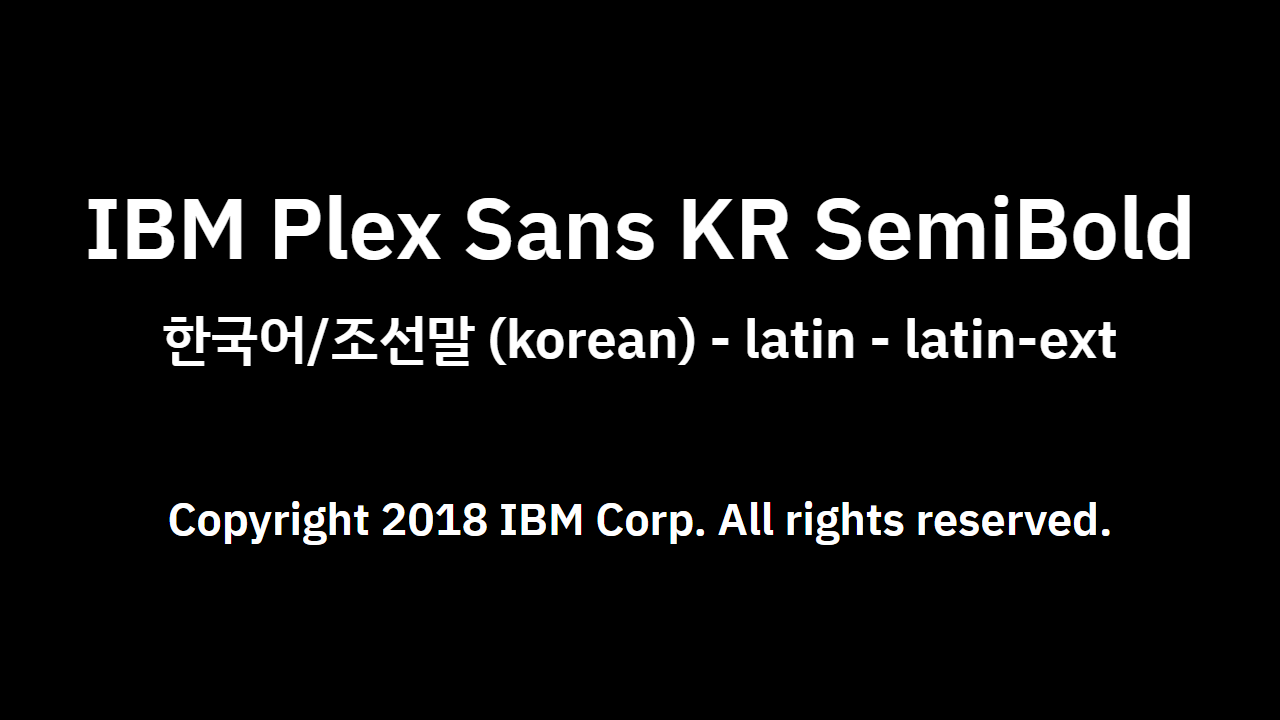 IBM Plex Sans KR SemiBold
한국어/조선말 (korean) - latin - latin-ext
Copyright 2018 IBM Corp. All rights reserved.